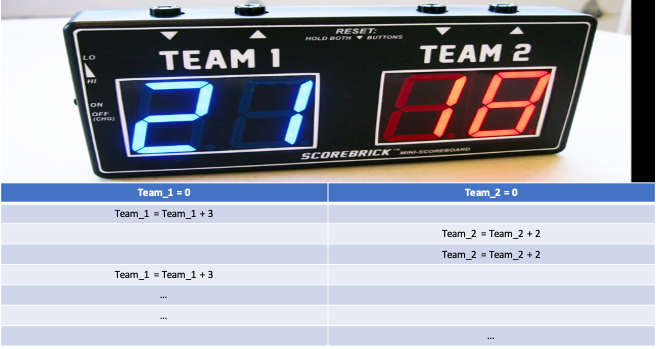 RESET:
HOLD BOTH ▼ BUTTONS
TEAM 1
TEAM 2
LO
HI
ON
OFF
(CHG)
21
18
SCOREBRICK™ MINI-SCOREBOARD
Team_1 = 0 Team_2 = 0
Team_1 = Team_1 + 3
Team_2 = Team_2 + 2
Team_2 = Team_2 + 2
Team_1 = Team_1 + 3
...
...
...